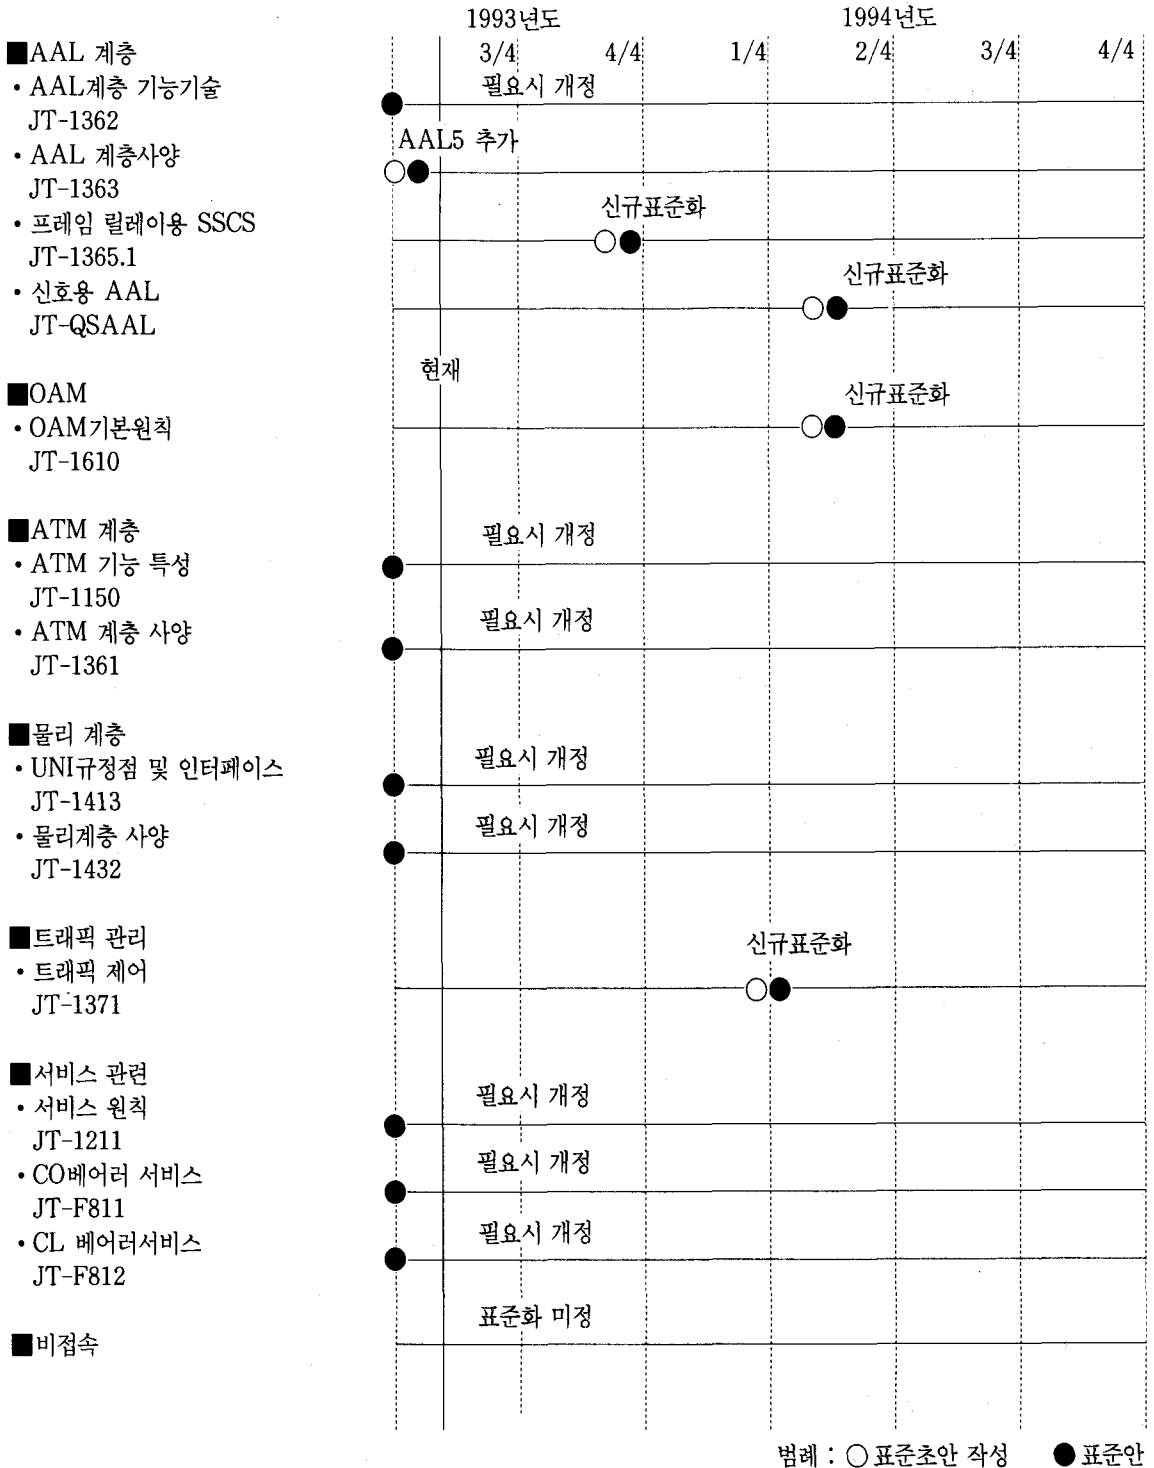 1993년도 1994년도
3/4 4/4 1/4 2/4 3/4 4/4
■AAL 계층
• AAL계층 기능기술
JT-1362
필요시 개정
• AAL 계층사양
JT-1363
AAL5 추가
• 프레임 릴레이용 SSCS
JT-1365.1
신규표준화
• 신호용 AAL
JT-QSAAL
신규표준화
현재
■OAM
• OAM기본원칙
JT-1610
신규표준화
■ATM 계층
• ATM 기능 특성
JT-1150
필요시 개정
• ATM 계층 사양
JT-1361
필요시 개정
■물리 계층
• UNI규정점 및 인터페이스
JT-1413
필요시 개정
• 물리계층 사양
JT-1432
필요시 개정
■트래픽 관리
• 트래픽 제어
JT-1371
신규표준화
■서비스 관련
• 서비스 원칙
JT-1211
필요시 개정
• CO베어러 서비스
JT-F811
필요시 개정
• CL 베어러서비스
JT-F812
필요시 개정
■비접속
표준화 미정
범례 : ○ 표준초안 작성 ● 표준안